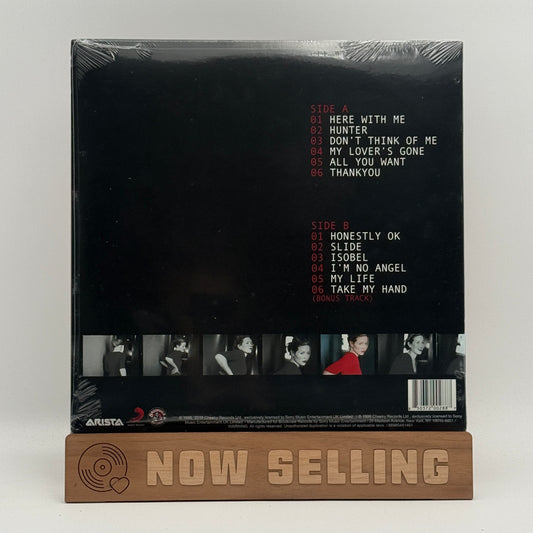 SIDE A
01 HERE WITH ME
02 HUNTER
03 DON'T THINK OF ME
04 MY LOVER'S GONE
05 ALL YOU WANT
06 THANKYOU
SIDE B
01 HONESTLY OK
02 SLIDE
03 ISOBEL
04 I'M NO ANGEL
05 MY LIFE
06 TAKE MY HAND
(BONUS TRACK)
ARISTA
NOW SELLING